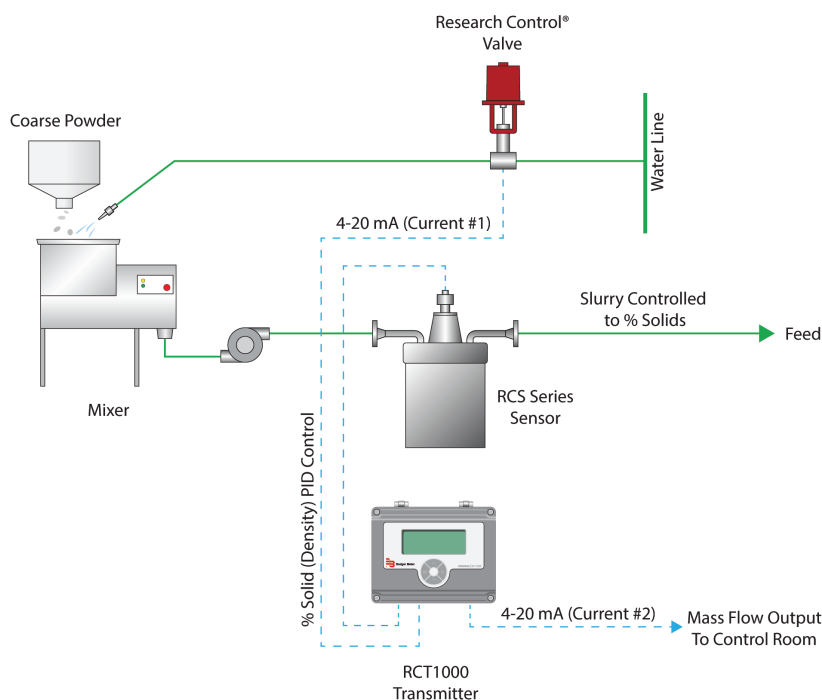 Research Control®
Valve
Coarse Powder
Water Line
4-20 mA (Current #1)
Slurry Controlled
to % Solids
Feed
RCS Series
Sensor
Mixer
% Solid (Density) PID Control
Badger Meter
4-20 mA (Current #2)
Mass Flow Output
To Control Room
RCT1000
Transmitter